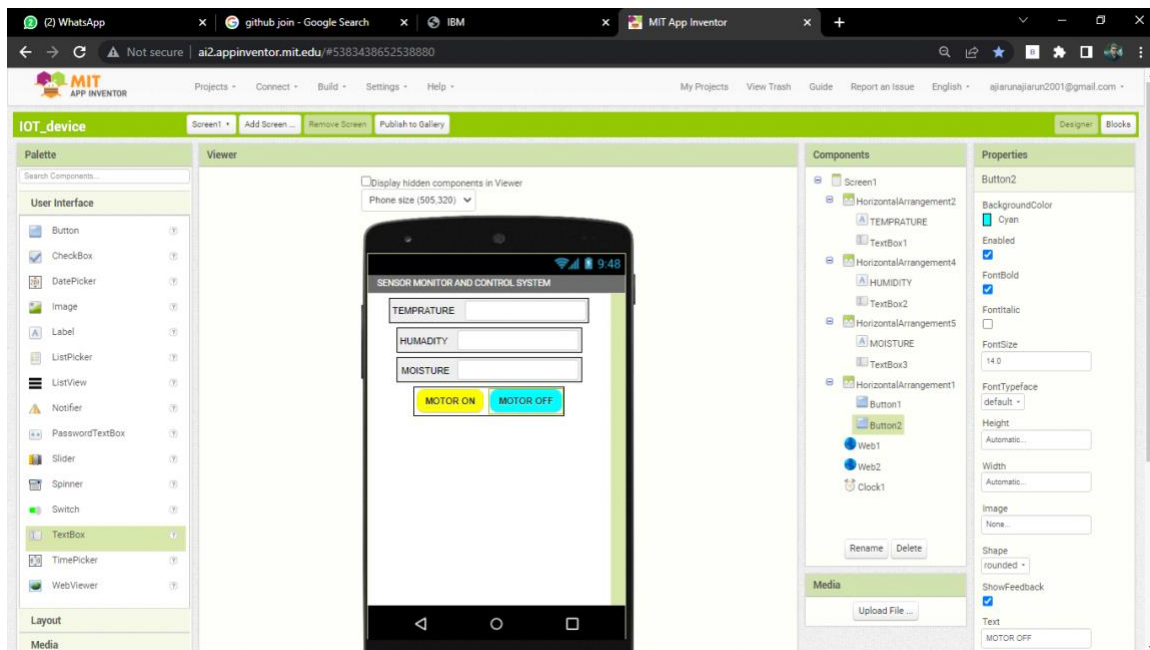 (2) WhatsApp
github join - Google Search
IBM
MIT App Inventor
Not secure | ai2.appinventor.mit.edu/#5383438652538880
MIT
APP INVENTOR
Projects
Connect
Build
Settings
Help
My Projects
View Trash
Guide
Report an Issue
English
ajiarunajiarun2001@gmail.com
IOT_device
Screen1
Add Screen ...
Remove Screen
Publish to Gallery
Designer
Blocks
Palette
Search Components...
User Interface
Button
CheckBox
DatePicker
Image
Label
ListPicker
ListView
Notifier
PasswordTextBox
Slider
Spinner
Switch
TextBox
TimePicker
WebViewer
Layout
Media
Viewer
Display hidden components in Viewer
Phone size (505,320)
9:48
SENSOR MONITOR AND CONTROL SYSTEM
TEMPRATURE
HUMADITY
MOISTURE
MOTOR ON
MOTOR OFF
Components
Screen1
HorizontalArrangement2
TEMPRATURE
TextBox1
HorizontalArrangement4
HUMIDITY
TextBox2
HorizontalArrangement5
MOISTURE
TextBox3
HorizontalArrangement1
Button1
Button2
Web1
Web2
Clock1
Rename
Delete
Media
Upload File ...
Properties
Button2
BackgroundColor
Cyan
Enabled
FontBold
FontItalic
FontSize
14.0
FontTypeface
default
Height
Automatic...
Width
Automatic...
Image
None...
Shape
rounded
ShowFeedback
Text
MOTOR OFF